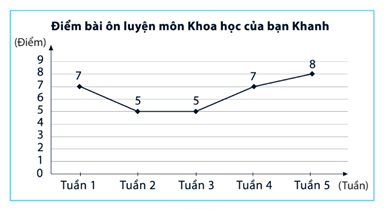 Điểm bài ôn luyện môn Khoa học của bạn Khanh
(Điểm)
9
8
7
6
5
4
3
2
1
0
7
5
5
7
8
Tuần 1
Tuần 2
Tuần 3
Tuần 4
Tuần 5
(Tuần)